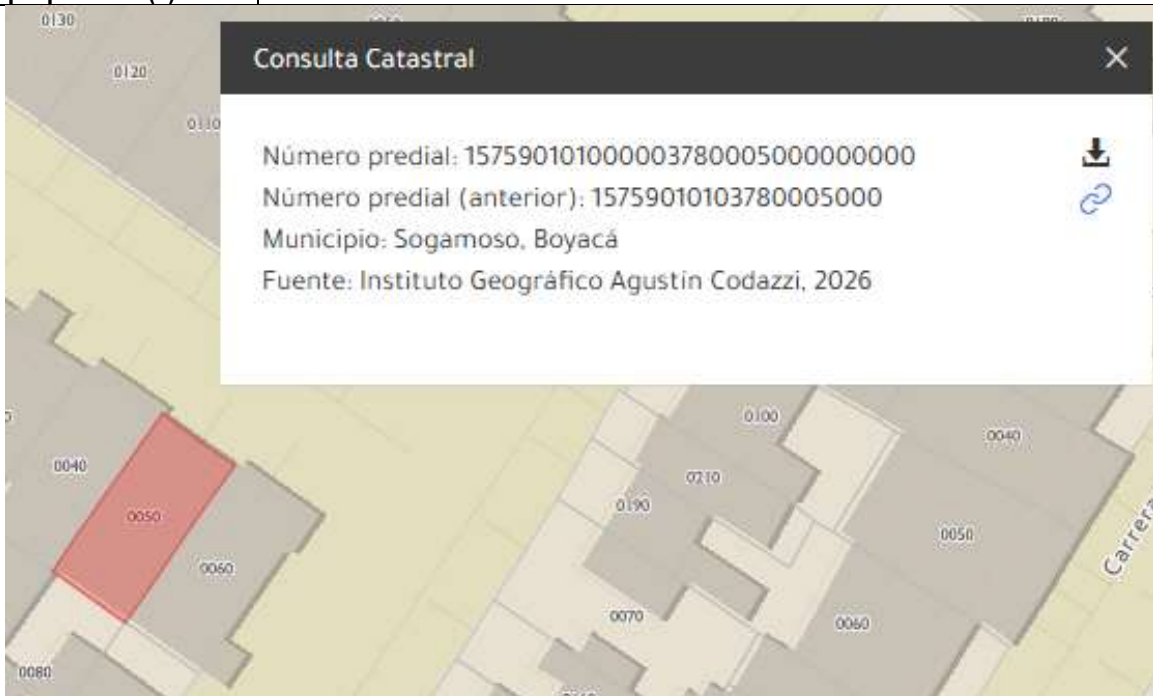 0130
0120
0110
Consulta Catastral
Número predial: 157590101000003780005000000000
Número predial (anterior): 15759010103780005000
Municipio: Sogamoso, Boyacá
Fuente: Instituto Geográfico Agustín Codazzi, 2026
0100
0040
0040
0210
0190
0050
0050
0060
0070
0060
0080
Carrera